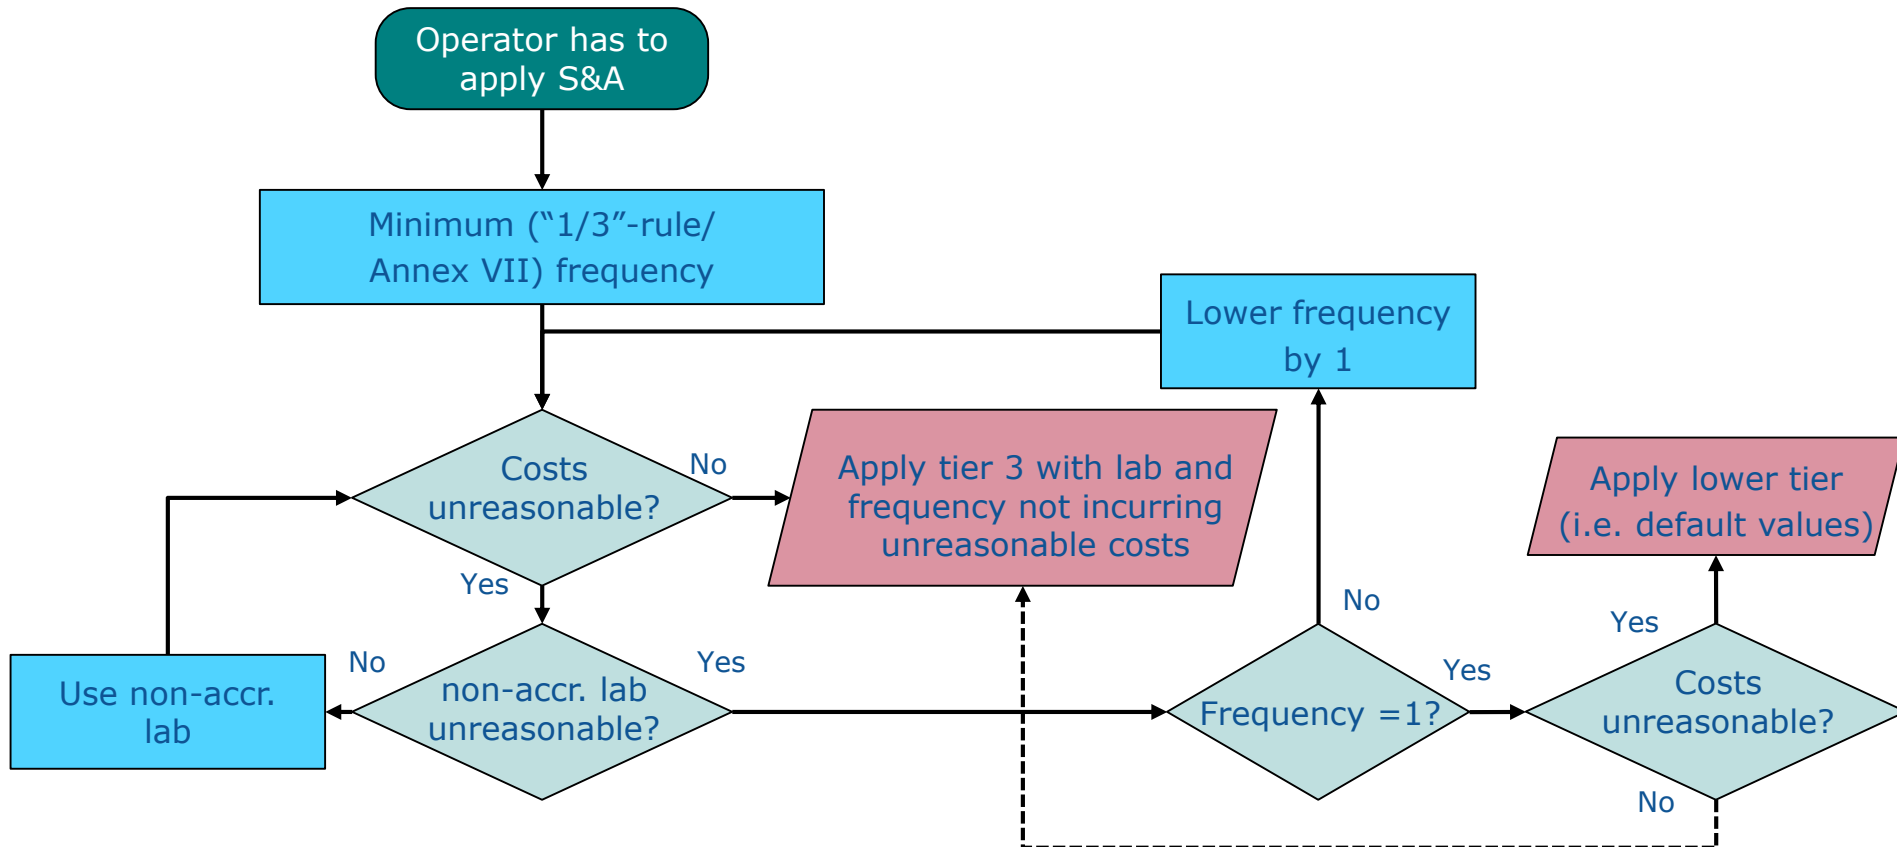 Operator has to
apply S&A
Minimum (“1/3”-rule/
Annex VII) frequency
Lower frequency
by 1
Costs
unreasonable?
No
Apply tier 3 with lab and
frequency not incurring
unreasonable costs
Apply lower tier
(i.e. default values)
Yes
No
Yes
Use non-accr.
lab
No
non-accr. lab
unreasonable?
Yes
Frequency =1?
Yes
Costs
unreasonable?
No